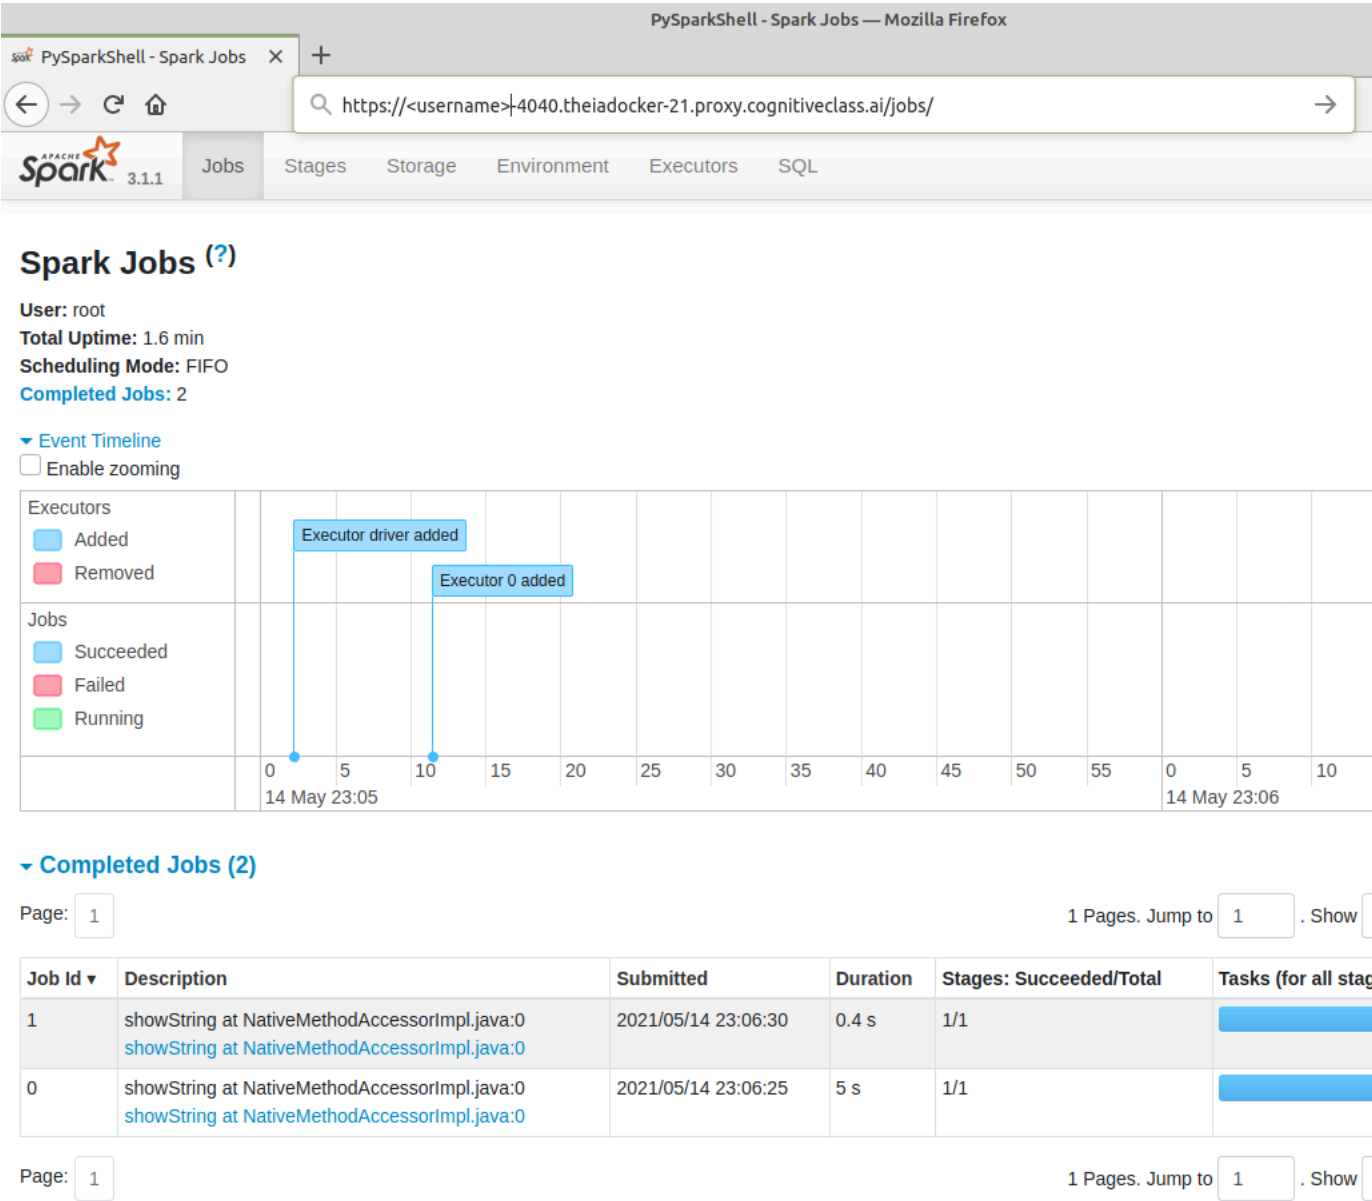 PySparkShell - Spark Jobs — Mozilla Firefox
Spark PySparkShell - Spark Jobs × +
https://<username>-4040.theiadocker-21.proxy.cognitiveclass.ai/jobs/
APACHE Spark 3.1.1 Jobs Stages Storage Environment Executors SQL
Spark Jobs (?)
User: root
Total Uptime: 1.6 min
Scheduling Mode: FIFO
Completed Jobs: 2
Event Timeline
Enable zooming
Executors
Added
Removed
Executor driver added
Executor 0 added
Jobs
Succeeded
Failed
Running
0 5 10 15 20 25 30 35 40 45 50 55 0 5 10
14 May 23:05 14 May 23:06
Completed Jobs (2)
Page: 1 1 Pages. Jump to 1 . Show
Job Id ▾ Description Submitted Duration Stages: Succeeded/Total Tasks (for all stag
1 showString at NativeMethodAccessorImpl.java:0 2021/05/14 23:06:30 0.4 s 1/1
showString at NativeMethodAccessorImpl.java:0
0 showString at NativeMethodAccessorImpl.java:0 2021/05/14 23:06:25 5 s 1/1
showString at NativeMethodAccessorImpl.java:0
Page: 1 1 Pages. Jump to 1 . Show